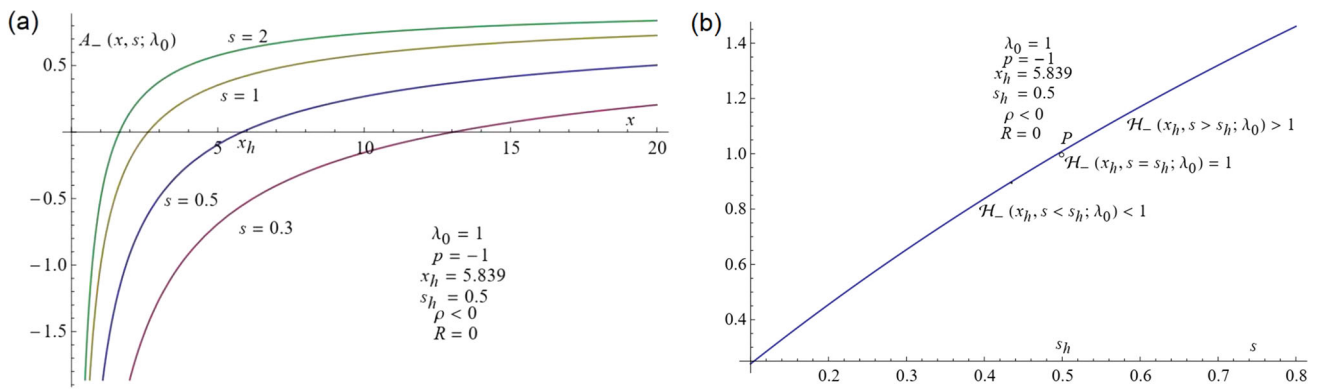 (a)
A₋ (x, s; λ₀)
s = 2
0.5
s = 1
x
5
x_h
10
15
20
−0.5
s = 0.5
s = 0.3
λ₀ = 1
p = −1
−1.0
x_h = 5.839
s_h = 0.5
ρ < 0
−1.5
R = 0
(b)
1.4
λ₀ = 1
p = −1
x_h = 5.839
s_h = 0.5
1.2
ρ < 0
ℋ₋ (x_h, s > s_h; λ₀) > 1
R = 0
P
1.0
ℋ₋ (x_h, s = s_h; λ₀) = 1
0.8
ℋ₋ (x_h, s < s_h; λ₀) < 1
0.6
0.4
s_h
s
0.2 0.3 0.4 0.5 0.6 0.7 0.8